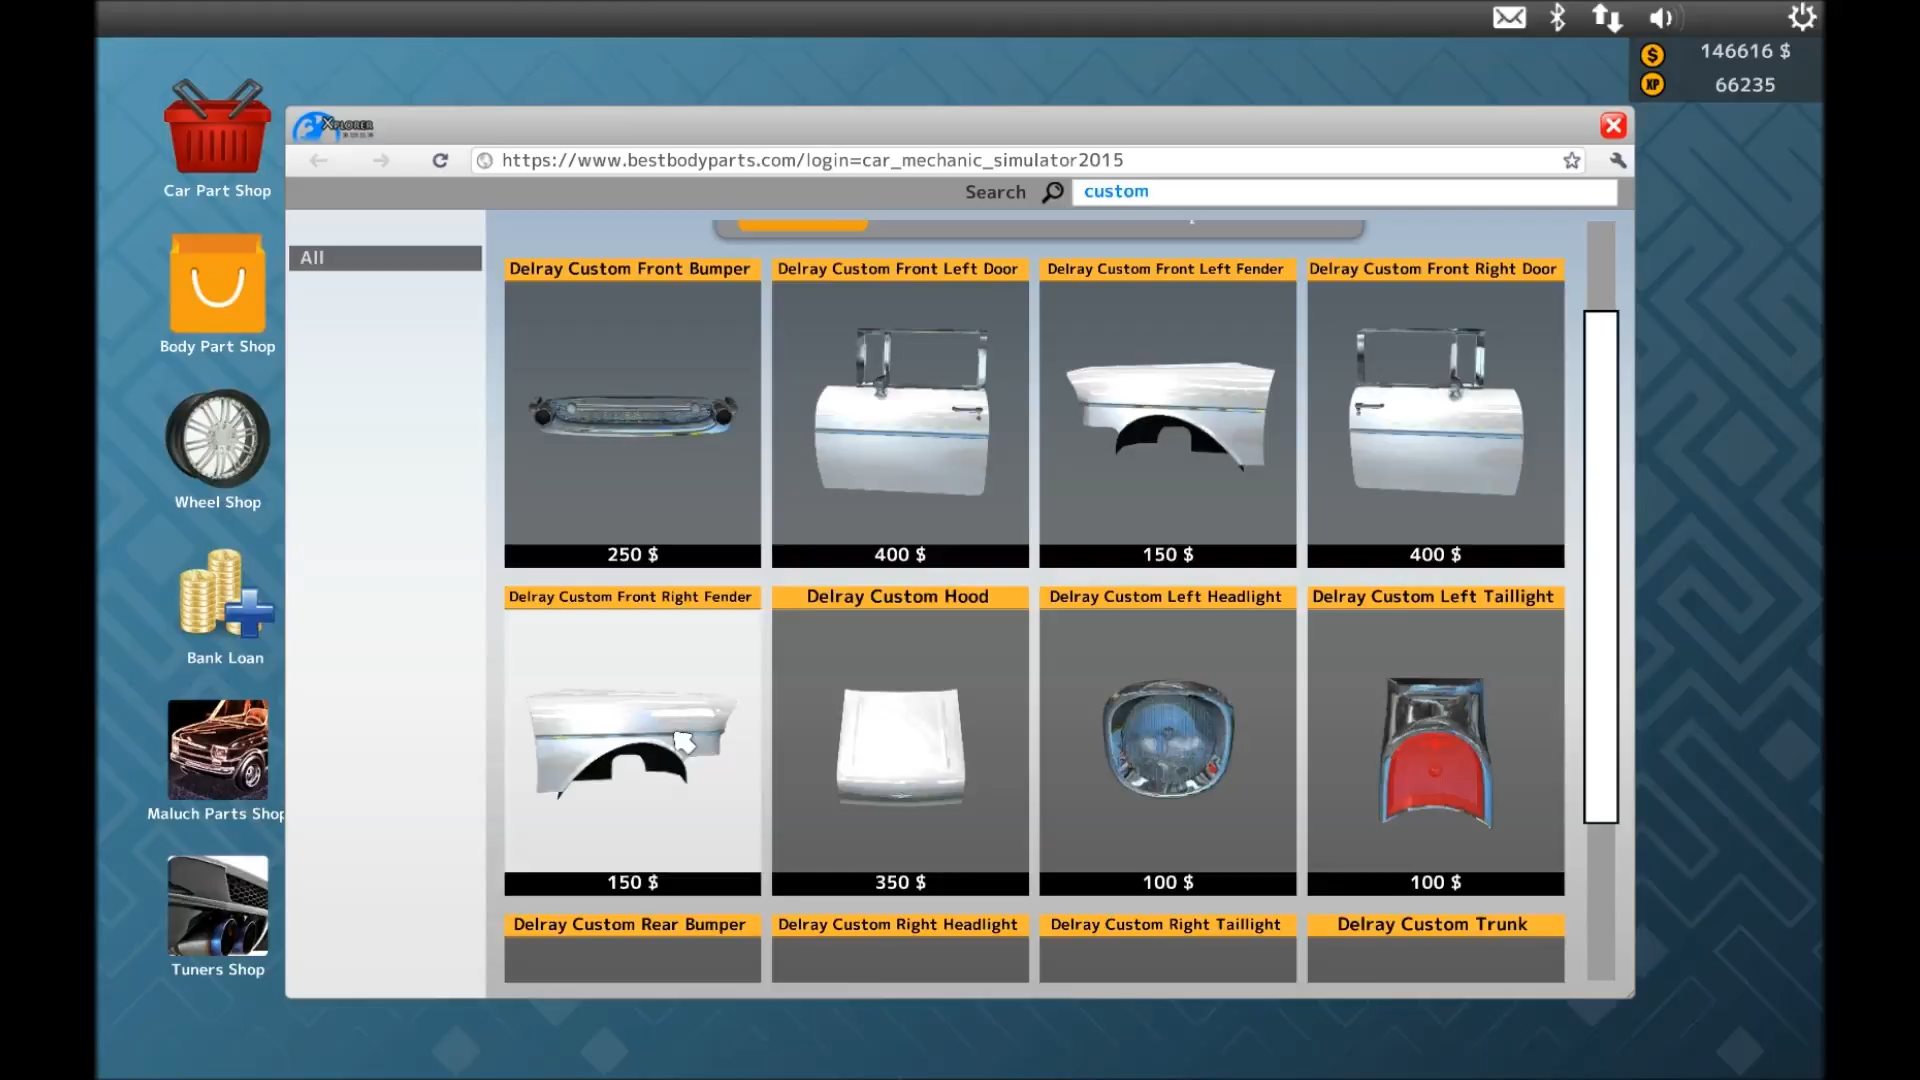 146616 $
66235
XP
XPLORER
https://www.bestbodyparts.com/login=car_mechanic_simulator2015
Search
custom
All
Car Part Shop
Body Part Shop
Wheel Shop
Bank Loan
Maluch Parts Shop
Tuners Shop
Delray Custom Front Bumper
Delray Custom Front Left Door
Delray Custom Front Left Fender
Delray Custom Front Right Door
250 $
400 $
150 $
400 $
Delray Custom Front Right Fender
Delray Custom Hood
Delray Custom Left Headlight
Delray Custom Left Taillight
150 $
350 $
100 $
100 $
Delray Custom Rear Bumper
Delray Custom Right Headlight
Delray Custom Right Taillight
Delray Custom Trunk